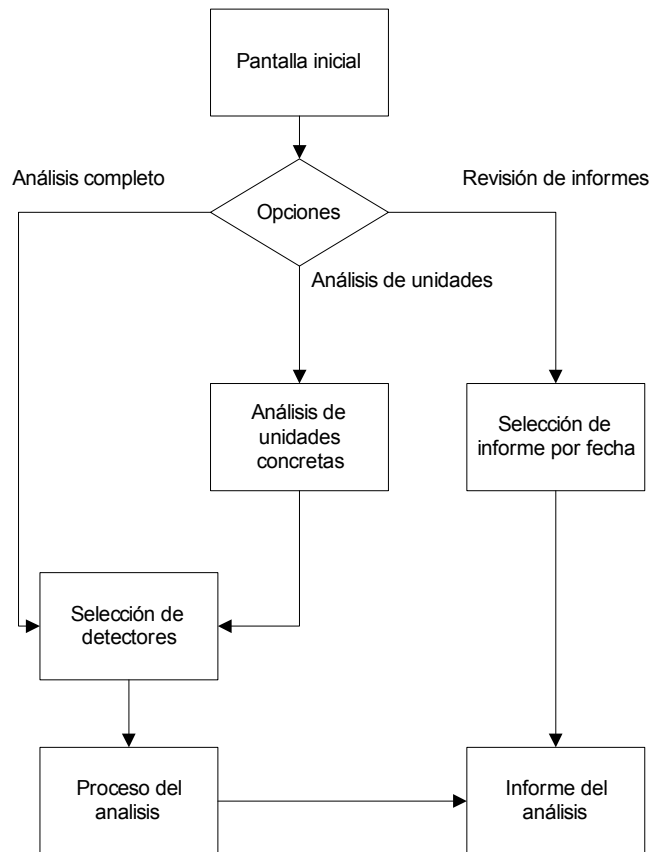 Pantalla inicial
Análisis completo
Revisión de informes
Opciones
Análisis de unidades
Análisis de
unidades
concretas
Selección de
informe por fecha
Selección de
detectores
Proceso del
analisis
Informe del
análisis